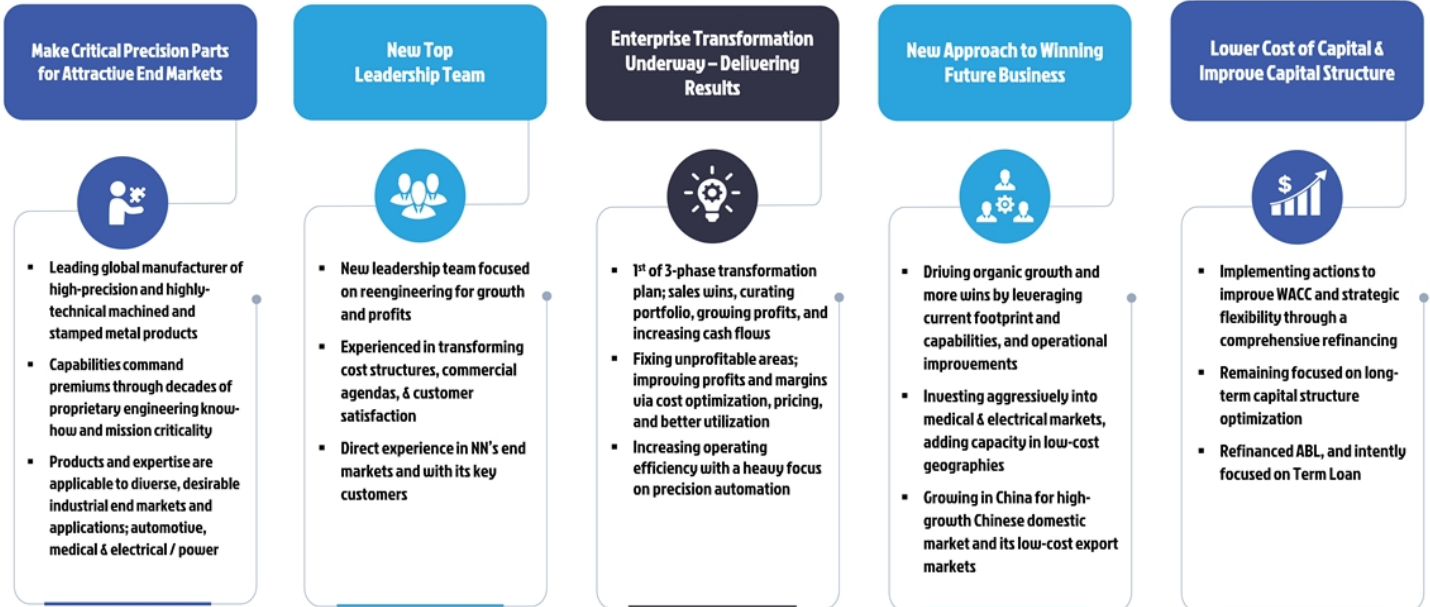 Make Critical Precision Parts
for Attractive End Markets
▪ Leading global manufacturer of
high-precision and highly-
technical machined and
stamped metal products
▪ Capabilities command
premiums through decades of
proprietary engineering know-
how and mission criticality
▪ Products and expertise are
applicable to diverse, desirable
industrial end markets and
applications; automotive,
medical & electrical / power
New Top
Leadership Team
▪ New leadership team focused
on reengineering for growth
and profits
▪ Experienced in transforming
cost structures, commercial
agendas, & customer
satisfaction
▪ Direct experience in NN's end
markets and with its key
customers
Enterprise Transformation
Underway – Delivering
Results
▪ 1st of 3-phase transformation
plan; sales wins, curating
portfolio, growing profits, and
increasing cash flows
▪ Fixing unprofitable areas;
improving profits and margins
via cost optimization, pricing,
and better utilization
▪ Increasing operating
efficiency with a heavy focus
on precision automation
New Approach to Winning
Future Business
▪ Driving organic growth and
more wins by leveraging
current footprint and
capabilities, and operational
improvements
▪ Investing aggressively into
medical & electrical markets,
adding capacity in low-cost
geographies
▪ Growing in China for high-
growth Chinese domestic
market and its low-cost export
markets
Lower Cost of Capital &
Improve Capital Structure
$
▪ Implementing actions to
improve WACC and strategic
flexibility through a
comprehensive refinancing
▪ Remaining focused on long-
term capital structure
optimization
▪ Refinanced ABL, and intently
focused on Term Loan